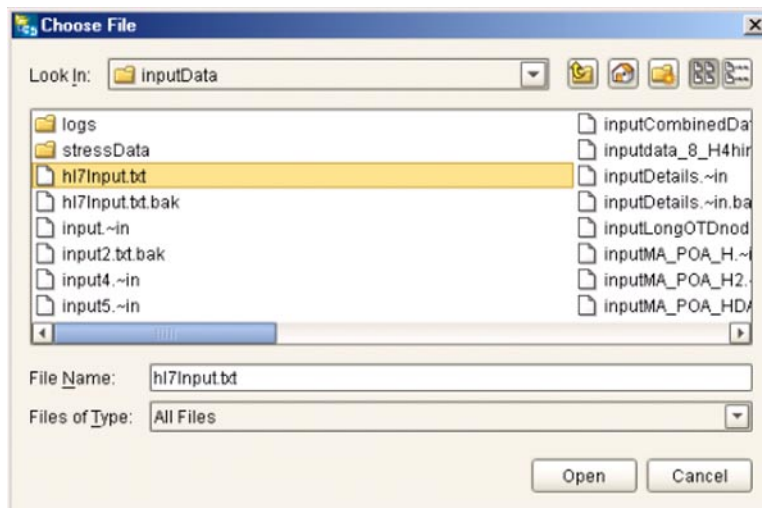 Choose File
Look In: inputData
logs
stressData
hl7Input.txt
hl7Input.txt.bak
input.~in
input2.txt.bak
input4.~in
input5.~in
inputCombinedDa
inputdata_8_H4hir
inputDetails.~in
inputDetails.~in.ba
inputLongOTDnod
inputMA_POA_H.~i
inputMA_POA_H2.~
inputMA_POA_HDA
File Name: hl7Input.txt
Files of Type: All Files
Open Cancel